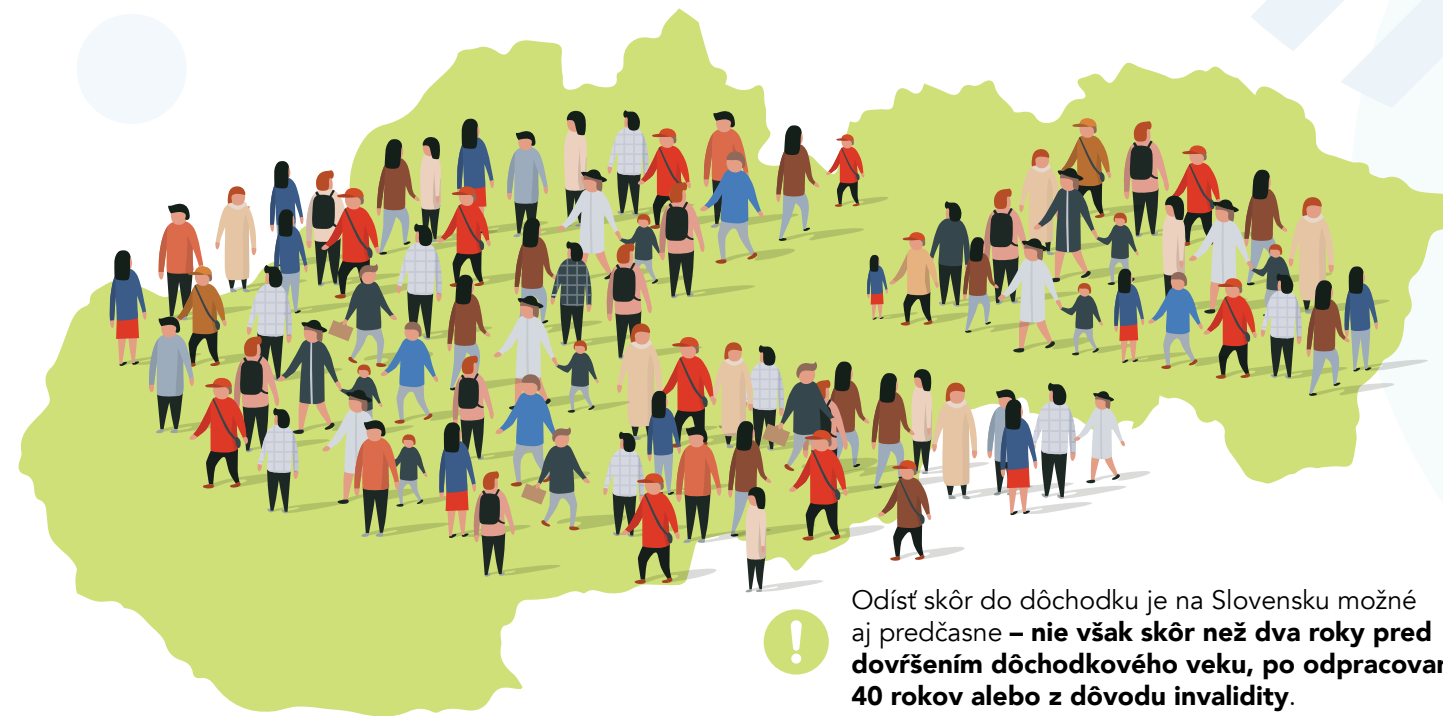 Odísť skôr do dôchodku je na Slovensku možné
aj predčasne – nie však skôr než dva roky pred
dovŕšením dôchodkového veku, po odpracovaní
40 rokov alebo z dôvodu invalidity.